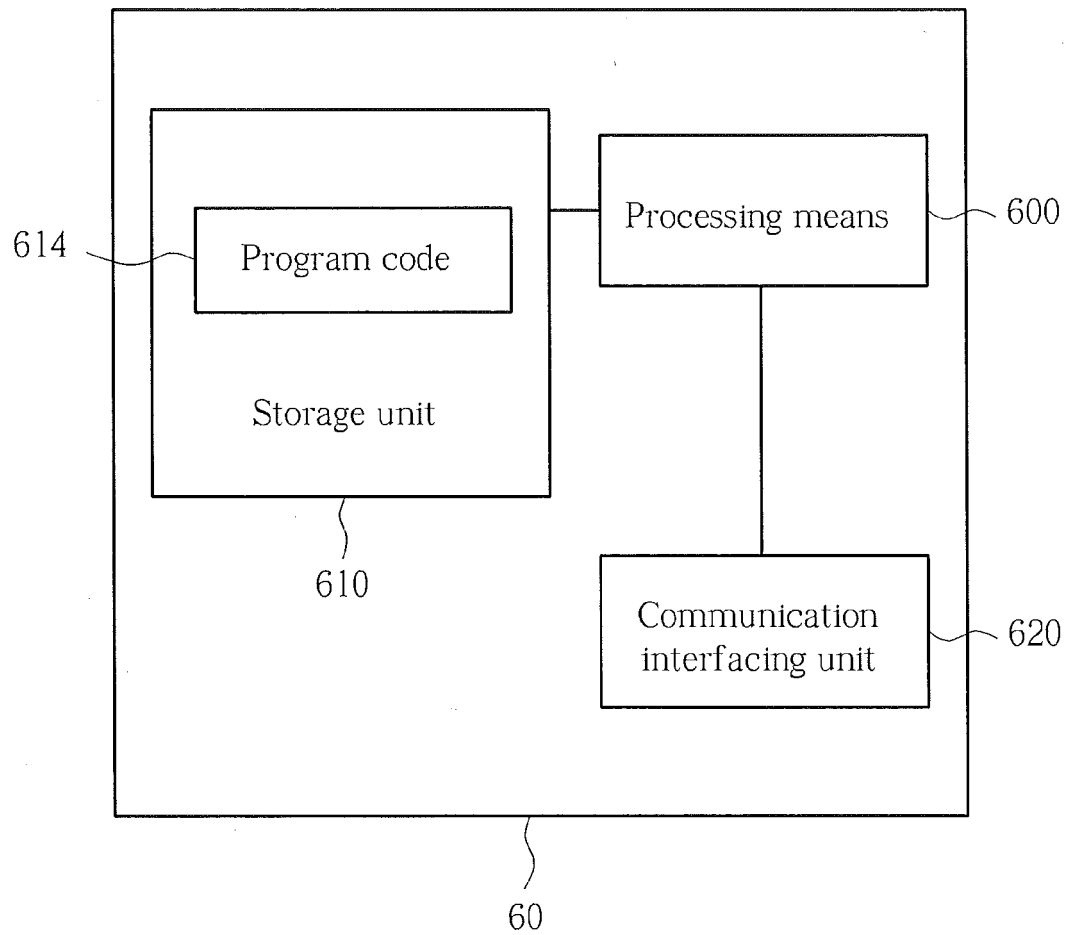 Processing means
600
614
Program code
Storage unit
610
Communication
interfacing unit
620
60